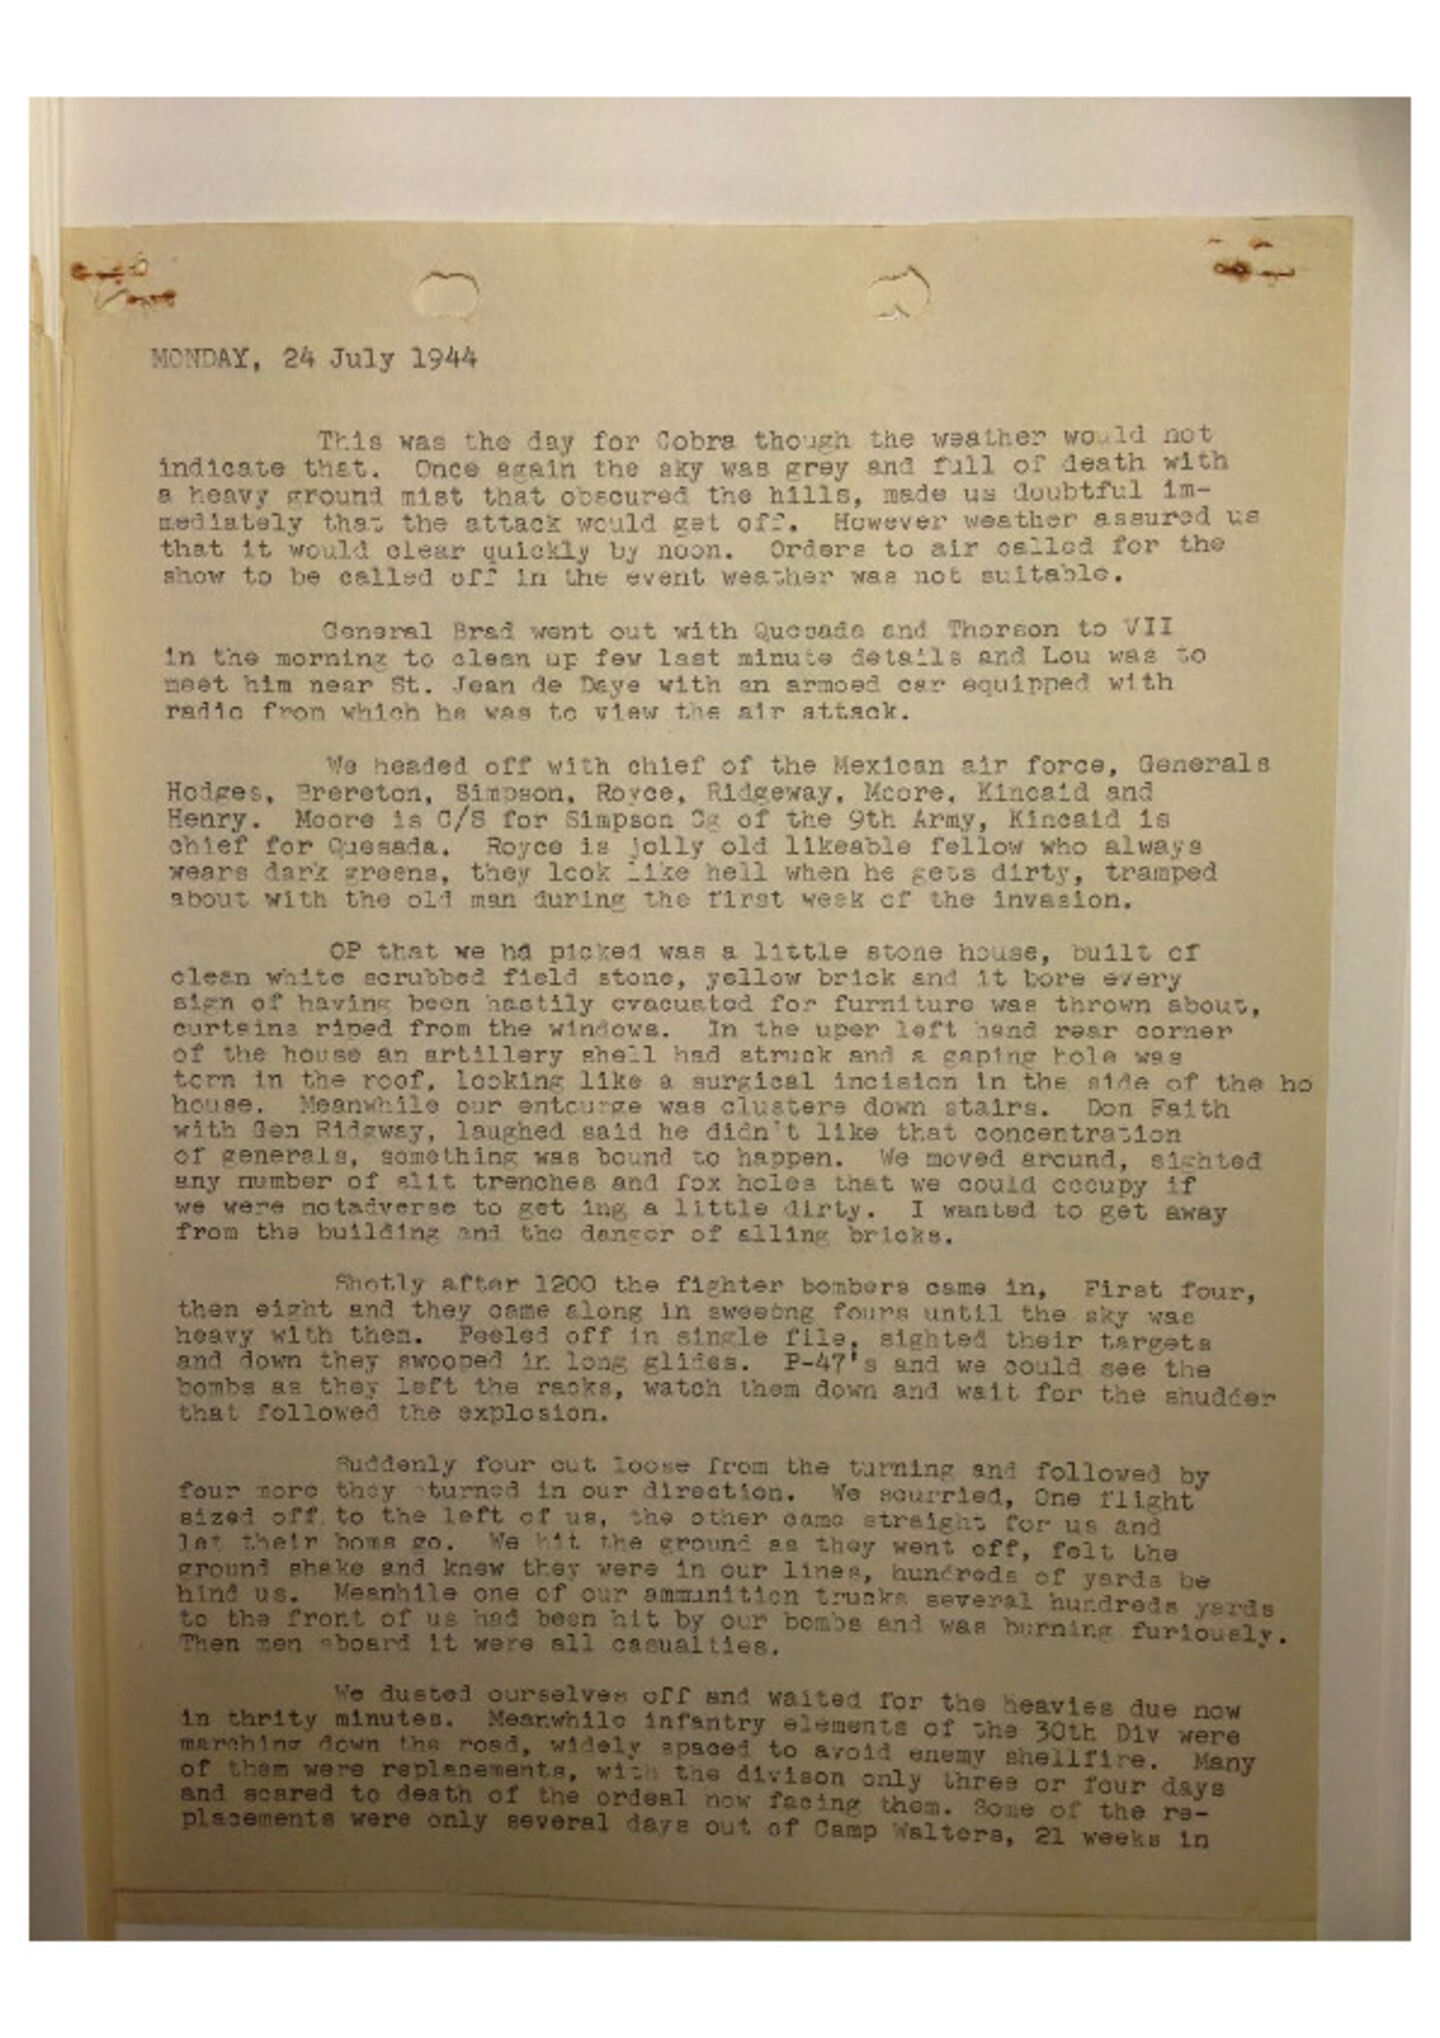 MONDAY, 24 July 1944
This was the day for Cobra though the weather would not
indicate that. Once again the sky was grey and full of death with
a heavy ground mist that obscured the hills, made us doubtful im-
mediately that the attack would get off. However weather assured us
that it would clear quickly by noon. Orders to air called for the
show to be called off in the event weather was not suitable.
General Brad went out with Quesada and Thorson to VII
in the morning to clean up few last minute details and Lou was to
meet him near St. Jean de Daye with an armoed car equipped with
radio from which he was to view the air attack.
We headed off with chief of the Mexican air force, Generals
Hodges, Brereton, Simpson, Royce, Ridgeway, Moore, Kincaid and
Henry. Moore is C/S for Simpson Cg of the 9th Army, Kincaid is
chief for Quesada. Royce is jolly old likeable fellow who always
wears dark greens, they look like hell when he gets dirty, tramped
about with the old man during the first week of the invasion.
OP that we hd picked was a little stone house, built of
clean white scrubbed field stone, yellow brick and it bore every
sign of having been hastily evacuated for furniture was thrown about,
curtains riped from the windows. In the uper left hand rear corner
of the house an artillery shell had struck and a gaping hole was
torn in the roof, looking like a surgical incision in the side of the ho
house. Meanwhile our entourge was clusters down stairs. Don Faith
with Gen Ridgway, laughed said he didn't like that concentration
of generals, something was bound to happen. We moved around, sighted
any number of slit trenches and fox holes that we could occupy if
we were notadverse to get ing a little dirty. I wanted to get away
from the building and the danger of alling bricks.
Shotly after 1200 the fighter bombers came in, First four,
then eight and they came along in fours until the sky was
heavy with then. Peeled off in single file, sighted their targets
and down they swooped in long glides. P-47's and we could see the
bombs as they left the racks, watch them down and wait for the shudder
that followed the explosion.
Suddenly four cut loose from the turning and followed by
four more they turned in our direction. We scurried, One flight
sized off to the left of us, the other came straight for us and
let their boms go. We hit the ground as they went off, felt the
ground shake and knew they were in our lines, hundreds of yards be
hind us. Meanhile one of our ammunition trucks several hundreds yards
to the front of us had been hit by our bombs and was burning furiously.
Then men aboard it were all casualties.
We dusted ourselves off and waited for the heavies due now
in thrity minutes. Meanwhile infantry elements of the 30th Div were
marching down the road, widely spaced to avoid enemy shellfire. Many
of them were replacements, with the divison only three or four days
and scared to death of the ordeal now facing them. Some of the re-
placements were only several days out of Camp Walters, 21 weeks in